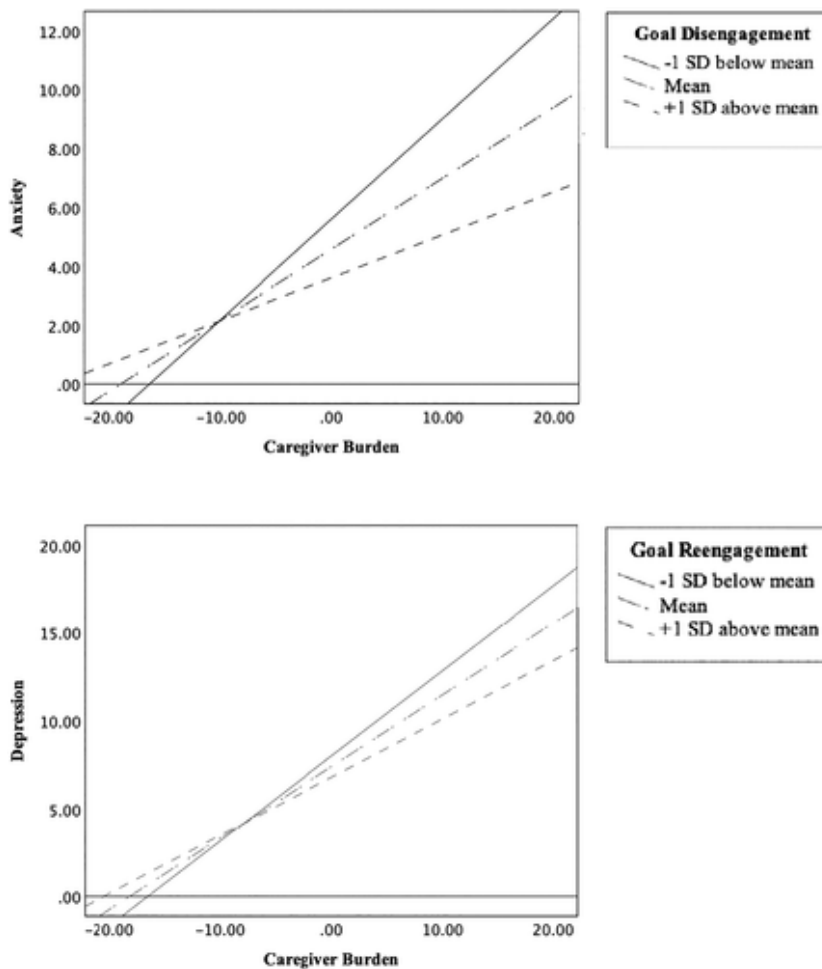 12.00
10.00
8.00
6.00
4.00
2.00
.00
Anxiety
-20.00 -10.00 .00 10.00 20.00
Caregiver Burden
Goal Disengagement
-1 SD below mean
Mean
+1 SD above mean
20.00
15.00
10.00
5.00
.00
Depression
-20.00 -10.00 .00 10.00 20.00
Caregiver Burden
Goal Reengagement
-1 SD below mean
Mean
+1 SD above mean